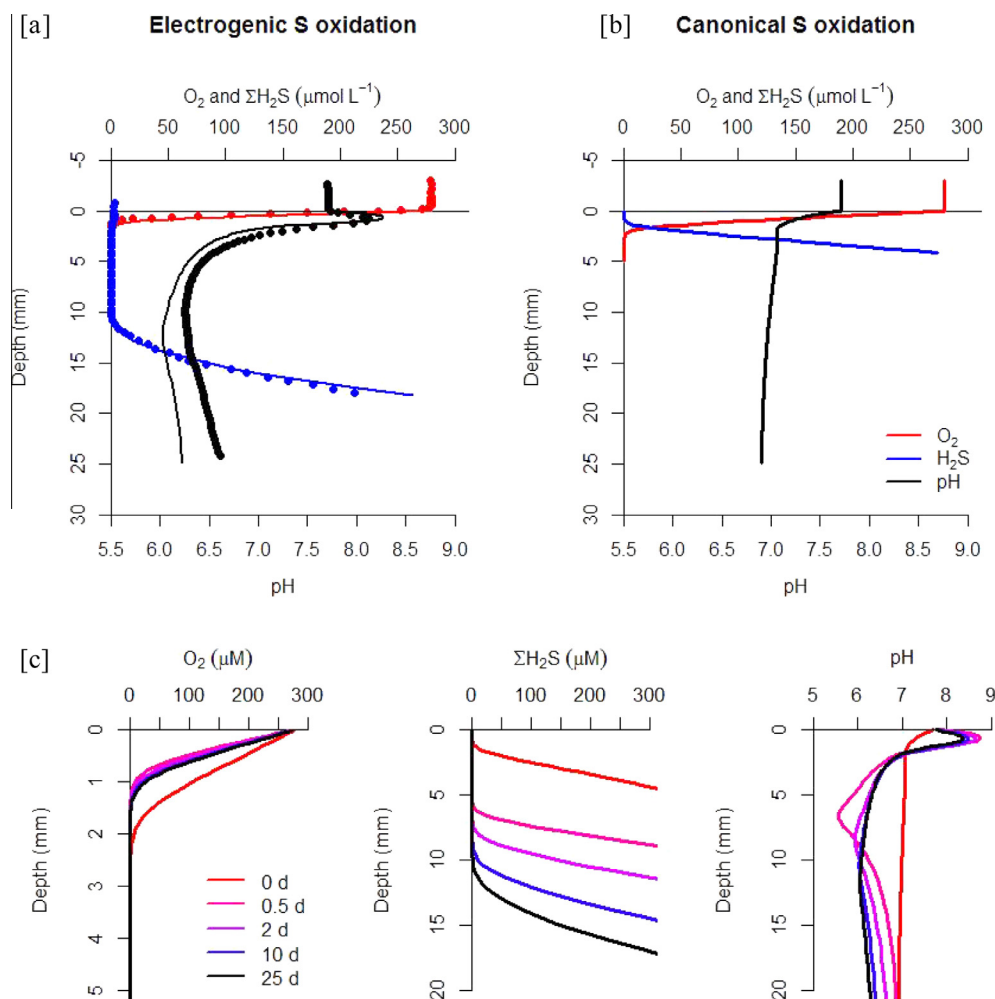 [a] Electrogenic S oxidation
O₂ and ΣH₂S (μmol L⁻¹)
0 50 100 150 200 250 300
-5
0
5
10
15
20
25
30
Depth (mm)
5.5 6.0 6.5 7.0 7.5 8.0 8.5 9.0
pH
[b] Canonical S oxidation
O₂ and ΣH₂S (μmol L⁻¹)
0 50 100 150 200 250 300
-5
0
5
10
15
20
25
30
Depth (mm)
O₂
H₂S
pH
5.5 6.0 6.5 7.0 7.5 8.0 8.5 9.0
pH
[c]
O₂ (μM)
0 100 200 300
0
1
2
3
4
5
Depth (mm)
0 d
0.5 d
2 d
10 d
25 d
ΣH₂S (μM)
0 100 200 300
0
5
10
15
20
Depth (mm)
pH
5 6 7 8 9
0
5
10
15
20
Depth (mm)